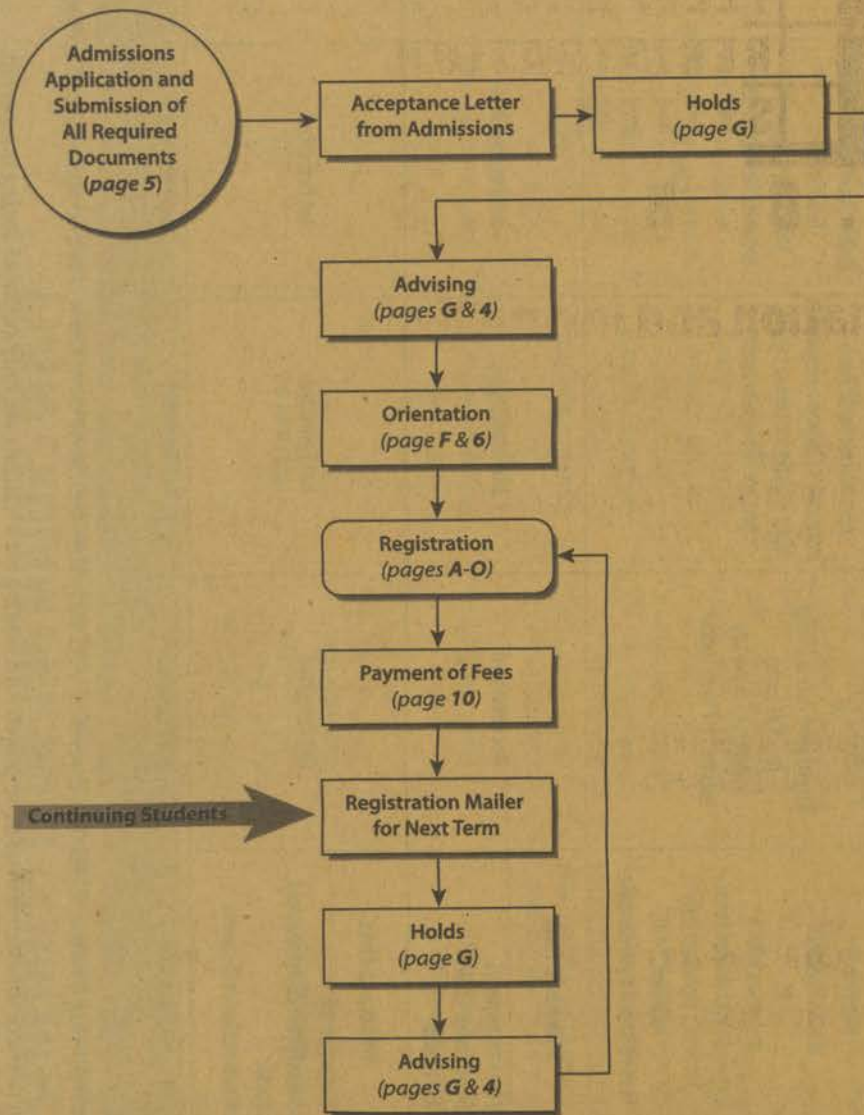 Admissions
Application and
Submission of
All Required
Documents
(page 5)
Acceptance Letter
from Admissions
Holds
(page G)
Advising
(pages G & 4)
Orientation
(page F & 6)
Registration
(pages A-O)
Payment of Fees
(page 10)
Continuing Students
Registration Mailer
for Next Term
Holds
(page G)
Advising
(pages G & 4)